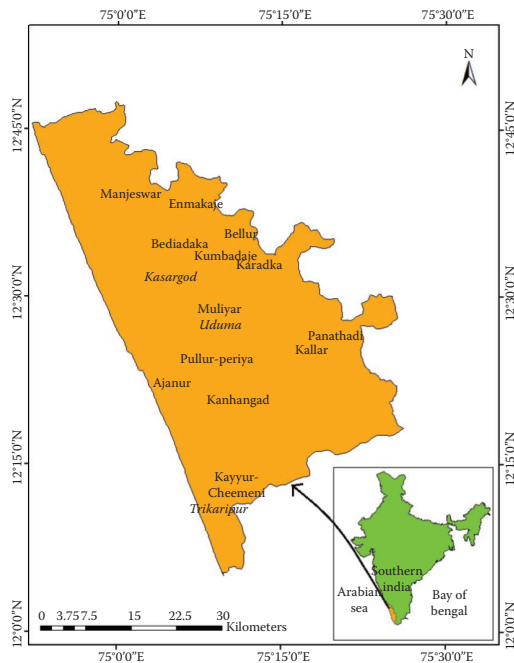 75°0'0"E 75°15'0"E 75°30'0"E
N
12°45'0"N 12°45'0"N
Manjeswar
Enmakaje
Bellur
Bediadaka
Kumbadaje
Karadka
Kasargod
12°30'0"N 12°30'0"N
Muliyar
Uduma
Panathadi
Kallar
Pullur-periya
Ajanur
Kanhangad
12°15'0"N 12°15'0"N
Kayyur-
Cheemeni
Trikaripur
Southern
india
Arabian
sea
Bay of
bengal
0 3.757.5 15 22.5 30
Kilometers
12°0'0"N 12°0'0"N
75°0'0"E 75°15'0"E 75°30'0"E